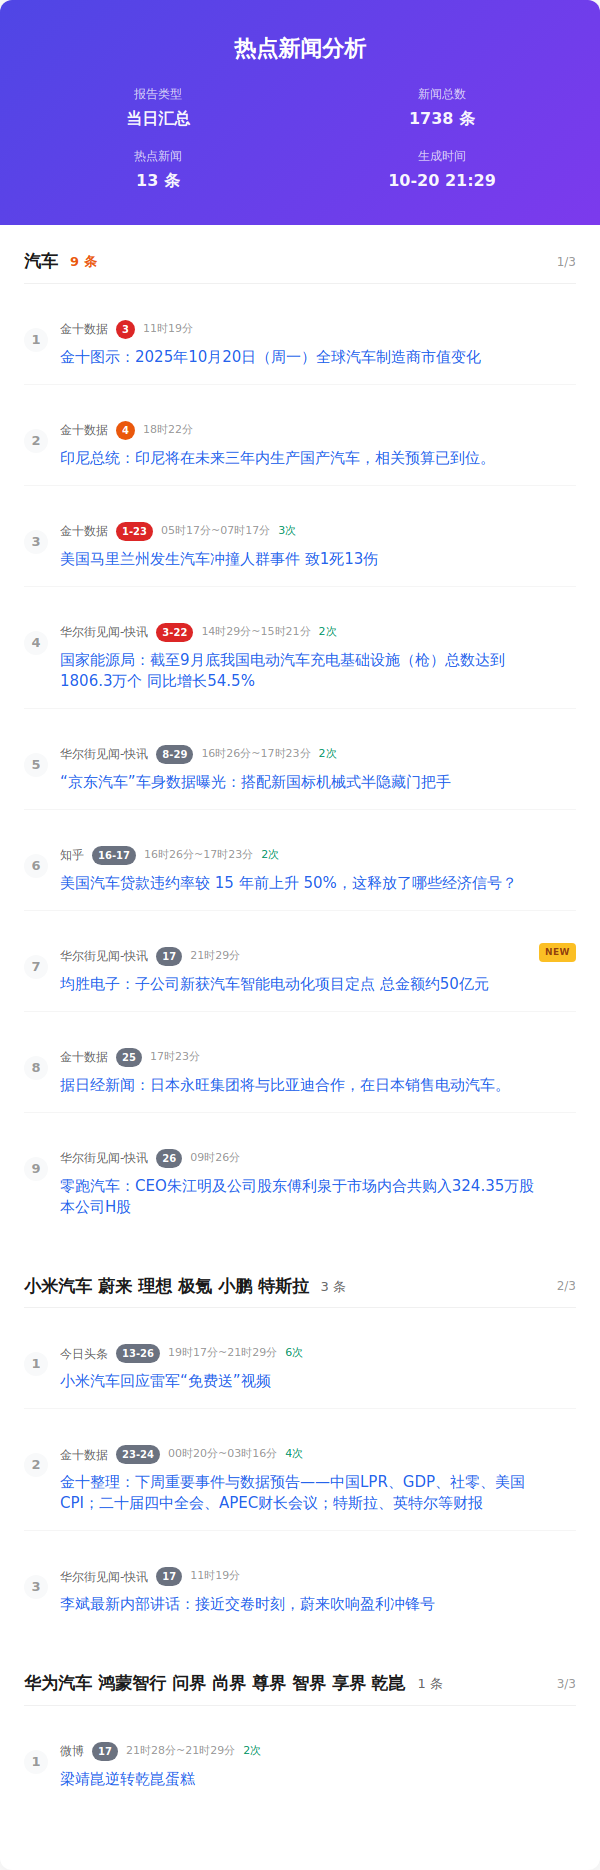 热点新闻分析
报告类型
新闻总数
当日汇总
1738 条
热点新闻
生成时间
13 条
10-20 21:29
汽车 9 条 1/3
1
金十数据 3 11时19分
金十图示：2025年10月20日（周一）全球汽车制造商市值变化
2
金十数据 4 18时22分
印尼总统：印尼将在未来三年内生产国产汽车，相关预算已到位。
3
金十数据 1-23 05时17分~07时17分 3次
美国马里兰州发生汽车冲撞人群事件 致1死13伤
4
华尔街见闻-快讯 3-22 14时29分~15时21分 2次
国家能源局：截至9月底我国电动汽车充电基础设施（枪）总数达到
1806.3万个 同比增长54.5%
5
华尔街见闻-快讯 8-29 16时26分~17时23分 2次
“京东汽车”车身数据曝光：搭配新国标机械式半隐藏门把手
6
知乎 16-17 16时26分~17时23分 2次
美国汽车贷款违约率较 15 年前上升 50%，这释放了哪些经济信号？
7
华尔街见闻-快讯 17 21时29分 NEW
均胜电子：子公司新获汽车智能电动化项目定点 总金额约50亿元
8
金十数据 25 17时23分
据日经新闻：日本永旺集团将与比亚迪合作，在日本销售电动汽车。
9
华尔街见闻-快讯 26 09时26分
零跑汽车：CEO朱江明及公司股东傅利泉于市场内合共购入324.35万股
本公司H股
小米汽车 蔚来 理想 极氪 小鹏 特斯拉 3 条 2/3
1
今日头条 13-26 19时17分~21时29分 6次
小米汽车回应雷军“免费送”视频
2
金十数据 23-24 00时20分~03时16分 4次
金十整理：下周重要事件与数据预告——中国LPR、GDP、社零、美国
CPI；二十届四中全会、APEC财长会议；特斯拉、英特尔等财报
3
华尔街见闻-快讯 17 11时19分
李斌最新内部讲话：接近交卷时刻，蔚来吹响盈利冲锋号
华为汽车 鸿蒙智行 问界 尚界 尊界 智界 享界 乾崑 1 条 3/3
1
微博 17 21时28分~21时29分 2次
梁靖崑逆转乾崑蛋糕